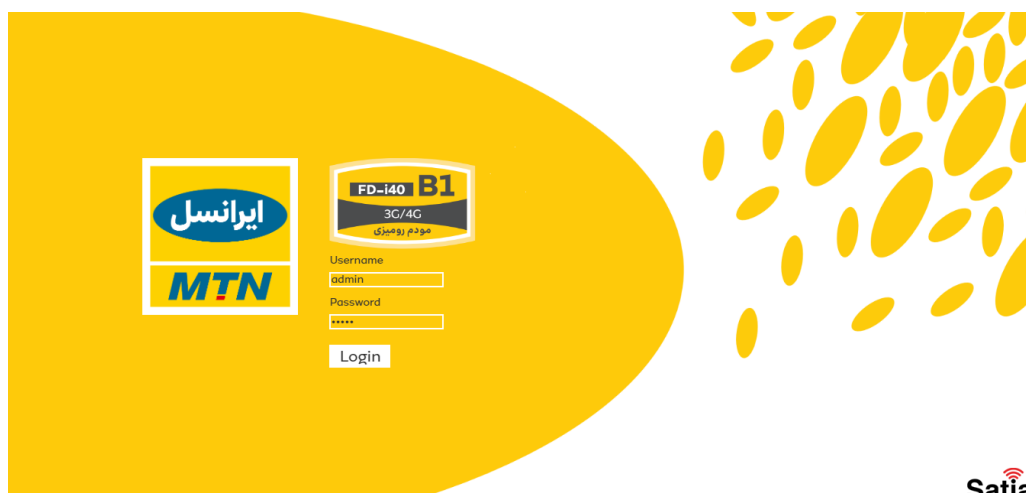 ایرانسل
MTN
FD-i40 B1
3G/4G
مودم رومیزی
Username
admin
Password
•••••
Login